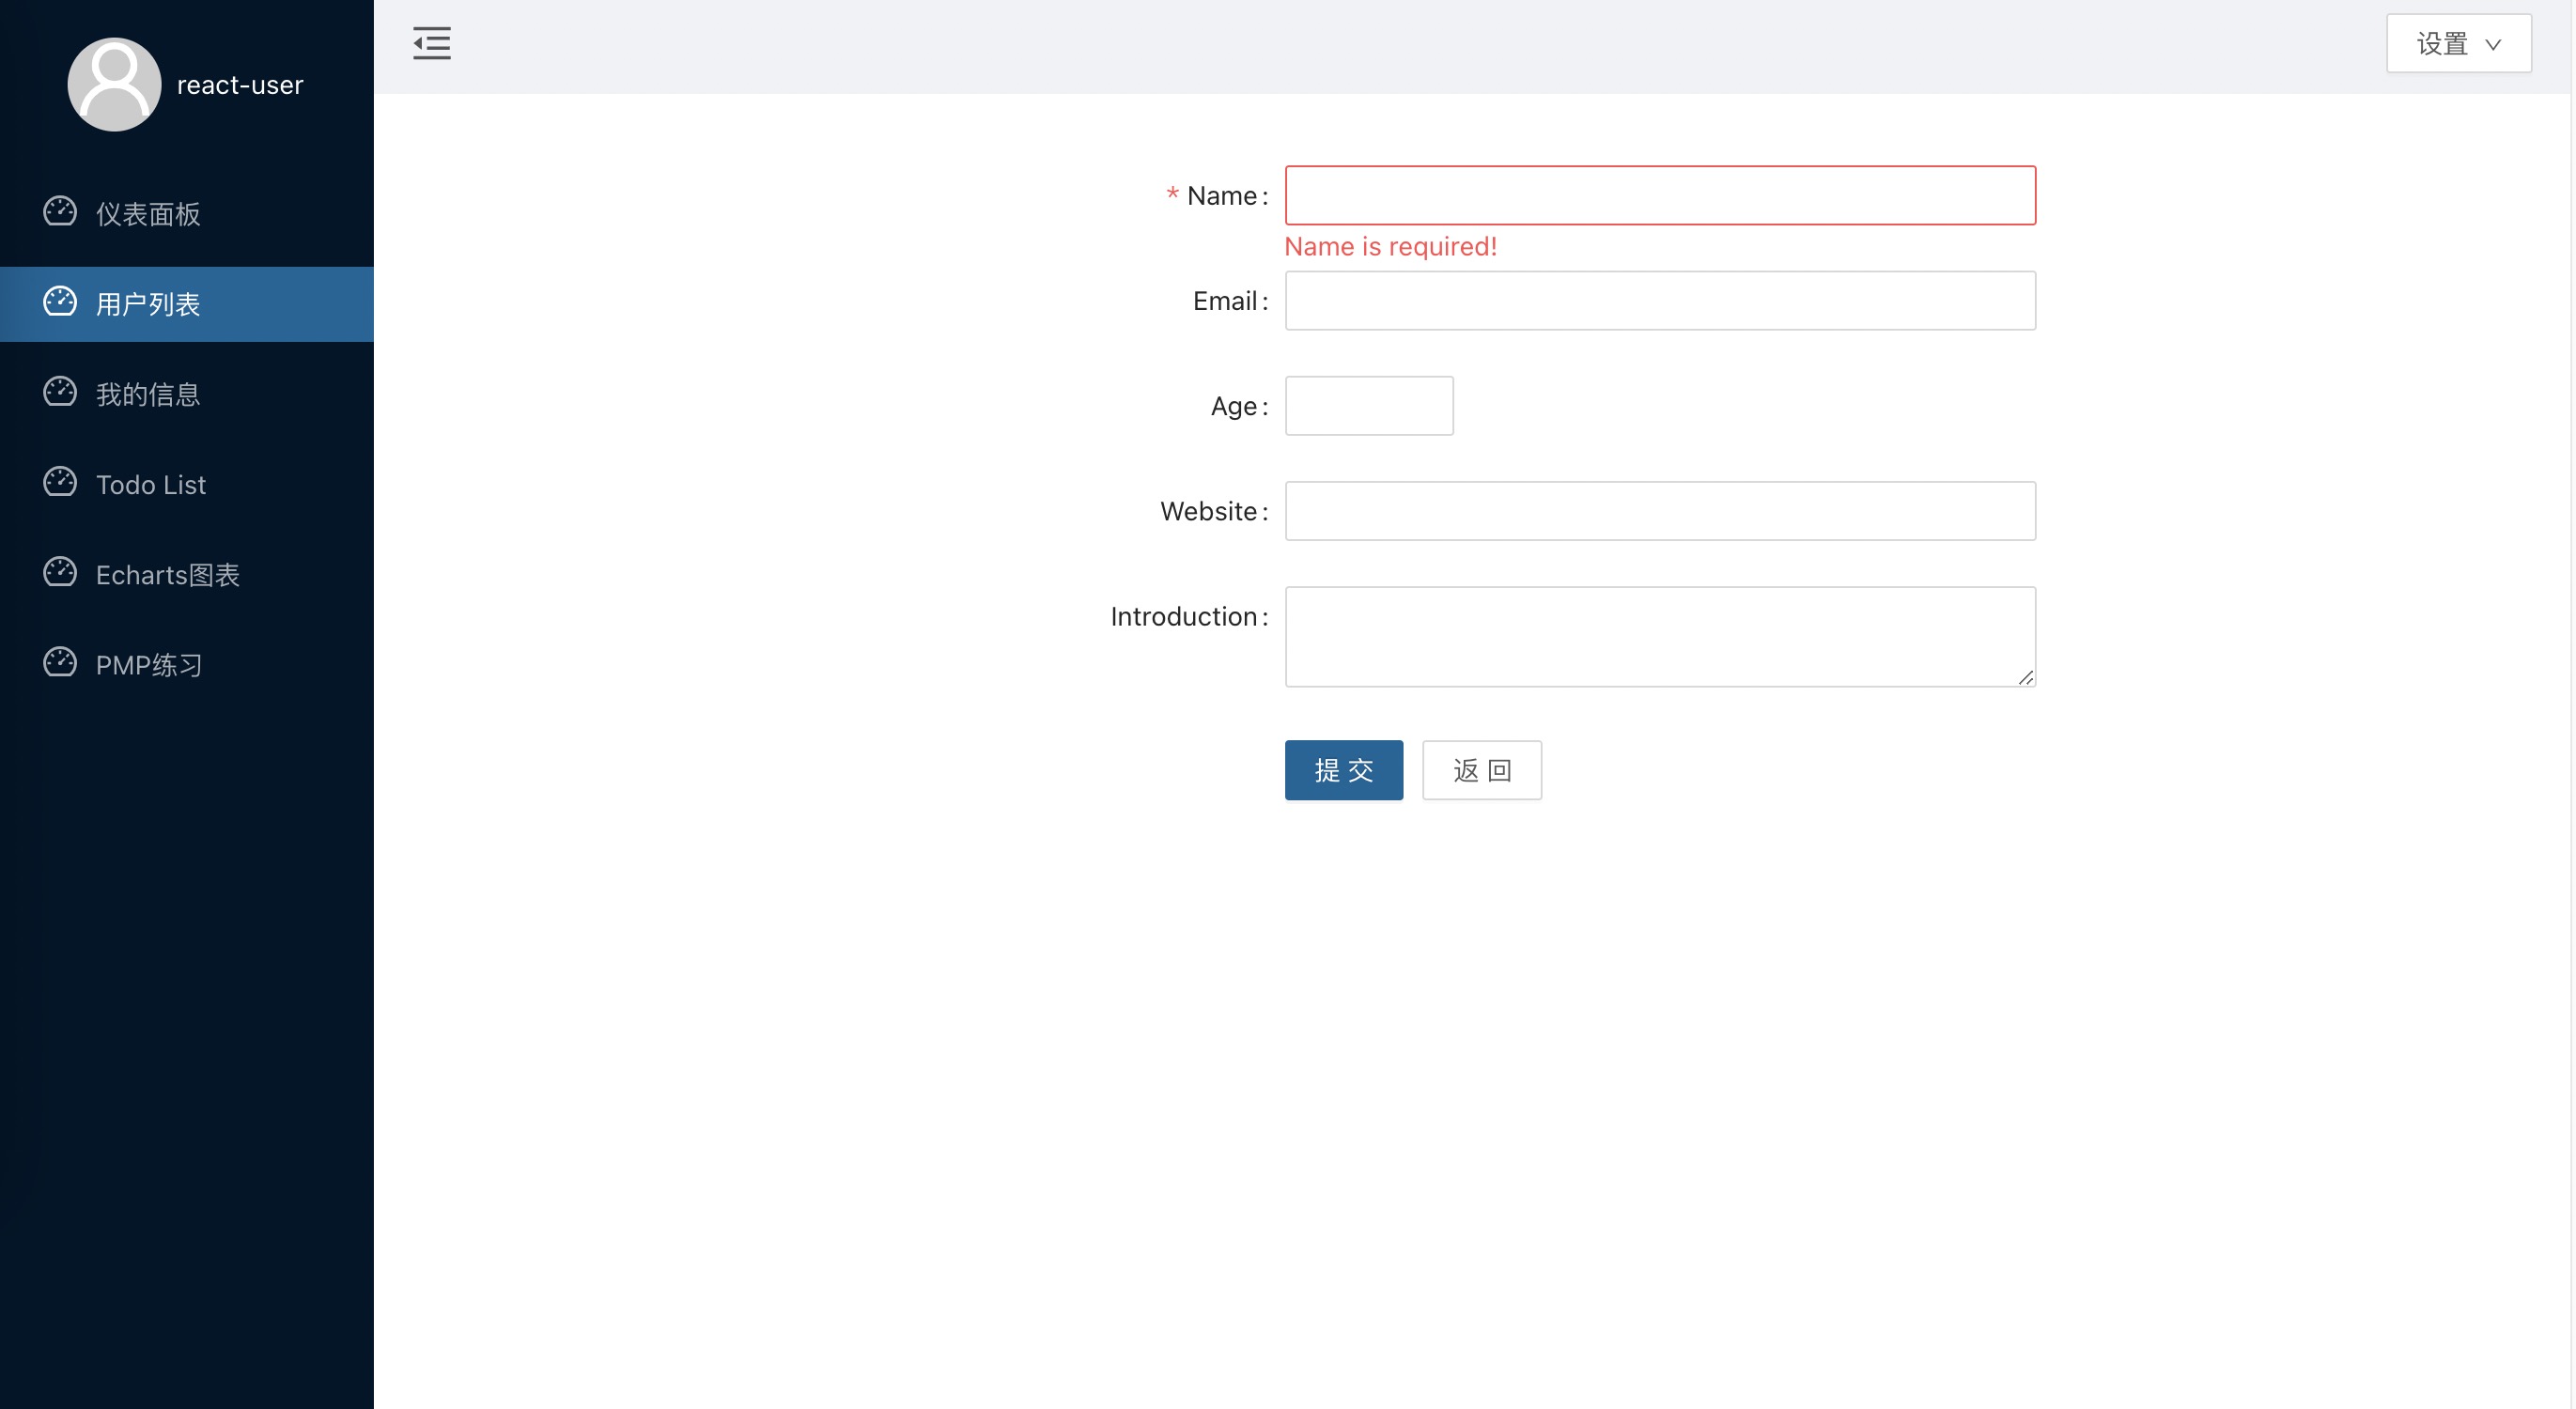 react-user
仪表面板
用户列表
我的信息
Todo List
Echarts图表
PMP练习
设置
* Name:
Name is required!
Email:
Age:
Website:
Introduction:
提 交
返 回